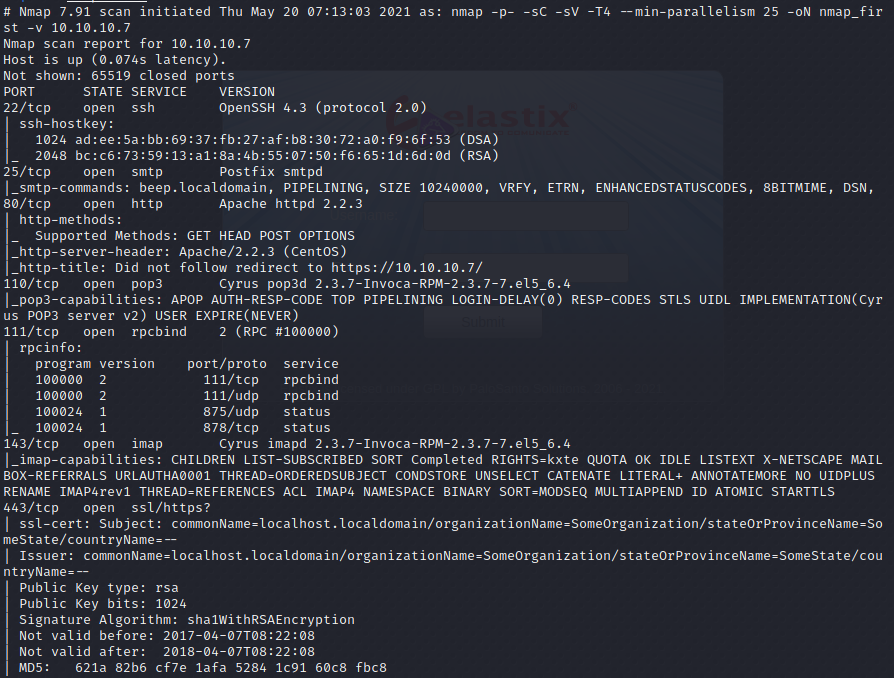 # Nmap 7.91 scan initiated Thu May 20 07:13:03 2021 as: nmap -p- -sC -sV -T4 --min-parallelism 25 -oN nmap_fir
st -v 10.10.10.7
Nmap scan report for 10.10.10.7
Host is up (0.074s latency).
Not shown: 65519 closed ports
PORT      STATE SERVICE    VERSION
22/tcp    open  ssh        OpenSSH 4.3 (protocol 2.0)
| ssh-hostkey:
|   1024 ad:ee:5a:bb:69:37:fb:27:af:b8:30:72:a0:f9:6f:53 (DSA)
|_  2048 bc:c6:73:59:13:a1:8a:4b:55:07:50:f6:65:1d:6d:0d (RSA)
25/tcp    open  smtp       Postfix smtpd
|_smtp-commands: beep.localdomain, PIPELINING, SIZE 10240000, VRFY, ETRN, ENHANCEDSTATUSCODES, 8BITMIME, DSN,
80/tcp    open  http       Apache httpd 2.2.3
| http-methods:
|_  Supported Methods: GET HEAD POST OPTIONS
|_http-server-header: Apache/2.2.3 (CentOS)
|_http-title: Did not follow redirect to https://10.10.10.7/
110/tcp   open  pop3       Cyrus pop3d 2.3.7-Invoca-RPM-2.3.7-7.el5_6.4
|_pop3-capabilities: APOP AUTH-RESP-CODE TOP PIPELINING LOGIN-DELAY(0) RESP-CODES STLS UIDL IMPLEMENTATION(Cyr
us POP3 server v2) USER EXPIRE(NEVER)
111/tcp   open  rpcbind    2 (RPC #100000)
| rpcinfo:
|   program version    port/proto  service
|   100000  2            111/tcp   rpcbind
|   100000  2            111/udp   rpcbind
|   100024  1            875/udp   status
|_  100024  1            878/tcp   status
143/tcp   open  imap       Cyrus imapd 2.3.7-Invoca-RPM-2.3.7-7.el5_6.4
|_imap-capabilities: CHILDREN LIST-SUBSCRIBED SORT Completed RIGHTS=kxte QUOTA OK IDLE LISTEXT X-NETSCAPE MAIL
BOX-REFERRALS URLAUTHA0001 THREAD=ORDEREDSUBJECT CONDSTORE UNSELECT CATENATE LITERAL+ ANNOTATEMORE NO UIDPLUS
RENAME IMAP4rev1 THREAD=REFERENCES ACL IMAP4 NAMESPACE BINARY SORT=MODSEQ MULTIAPPEND ID ATOMIC STARTTLS
443/tcp   open  ssl/https?
| ssl-cert: Subject: commonName=localhost.localdomain/organizationName=SomeOrganization/stateOrProvinceName=So
meState/countryName=--
| Issuer: commonName=localhost.localdomain/organizationName=SomeOrganization/stateOrProvinceName=SomeState/cou
ntryName=--
| Public Key type: rsa
| Public Key bits: 1024
| Signature Algorithm: sha1WithRSAEncryption
| Not valid before: 2017-04-07T08:22:08
| Not valid after:  2018-04-07T08:22:08
| MD5:   621a 82b6 cf7e 1afa 5284 1c91 60c8 fbc8
elastix
Submit